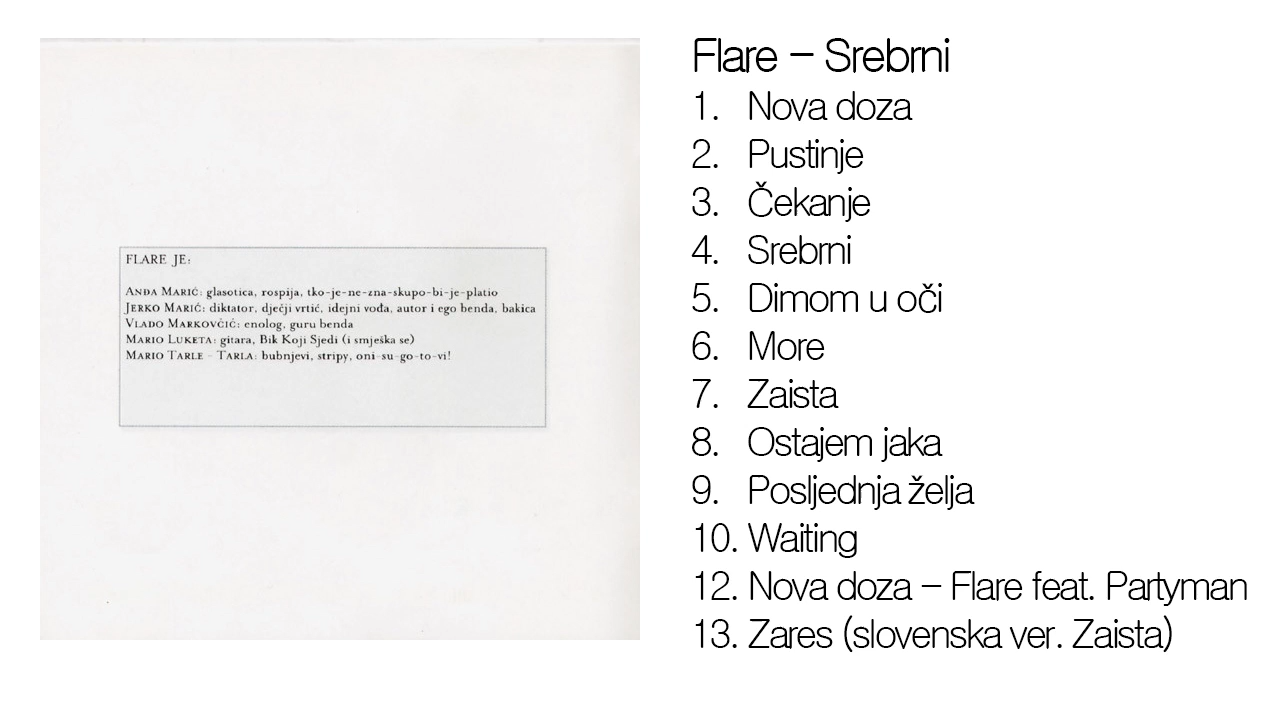 FLARE JE:
ANĐA MARIĆ: glasotica, rospija, tko-je-ne-zna-skupo-bi-je-platio
JERKO MARIĆ: diktator, dječji vrtić, idejni vođa, autor i ego benda, bakica
VLADO MARKOVČIĆ: enolog, guru benda
MARIO LUKETA: gitara, Bik Koji Sjedi (i smješka se)
MARIO TARLE - TARLA: bubnjevi, stripy, oni-su-go-to-vi!
Flare – Srebrni
1. Nova doza
2. Pustinje
3. Čekanje
4. Srebrni
5. Dimom u oči
6. More
7. Zaista
8. Ostajem jaka
9. Posljednja želja
10. Waiting
12. Nova doza – Flare feat. Partyman
13. Zares (slovenska ver. Zaista)